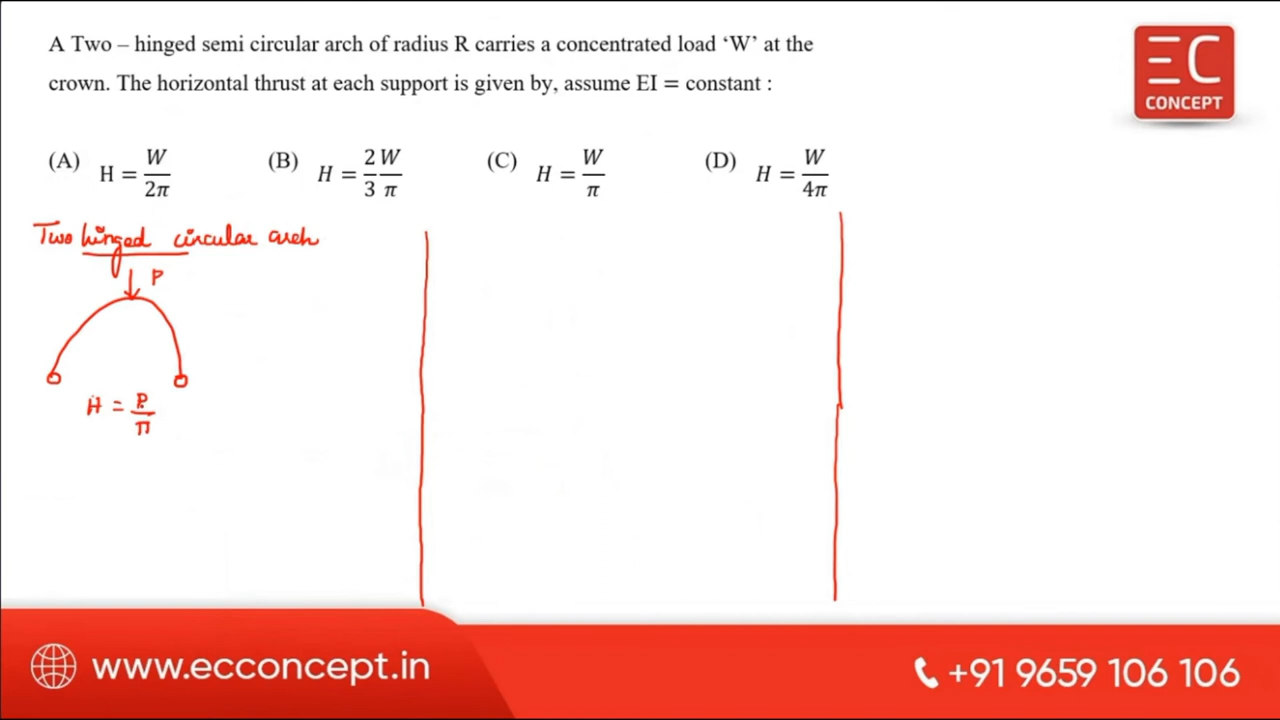 A Two – hinged semi circular arch of radius R carries a concentrated load ‘W’ at the
crown. The horizontal thrust at each support is given by, assume EI = constant :
EC
CONCEPT
(A) H = W/2π (B) H = 2/3 W/π (C) H = W/π (D) H = W/4π
Two hinged circular arch
P
H = P/π
www.ecconcept.in
+91 9659 106 106